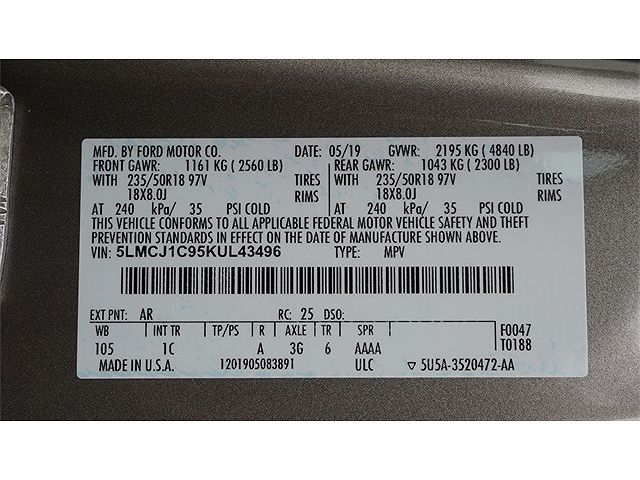 MFD. BY FORD MOTOR CO. DATE: 05/19 GVWR: 2195 KG ( 4840 LB)
FRONT GAWR: 1161 KG ( 2560 LB) REAR GAWR: 1043 KG ( 2300 LB)
WITH 235/50R18 97V TIRES WITH 235/50R18 97V TIRES
18X8.0J RIMS 18X8.0J RIMS
AT 240 kPa/ 35 PSI COLD AT 240 kPa/ 35 PSI COLD
THIS VEHICLE CONFORMS TO ALL APPLICABLE FEDERAL MOTOR VEHICLE SAFETY AND THEFT
PREVENTION STANDARDS IN EFFECT ON THE DATE OF MANUFACTURE SHOWN ABOVE.
VIN: 5LMCJ1C95KUL43496 TYPE: MPV
EXT PNT: AR RC: 25 DSO:
WB INT TR TP/PS R AXLE TR SPR F0047
105 1C A 3G 6 AAAA T0188
MADE IN U.S.A. 1201905083891 ULC ▽ 5U5A-3520472-AA